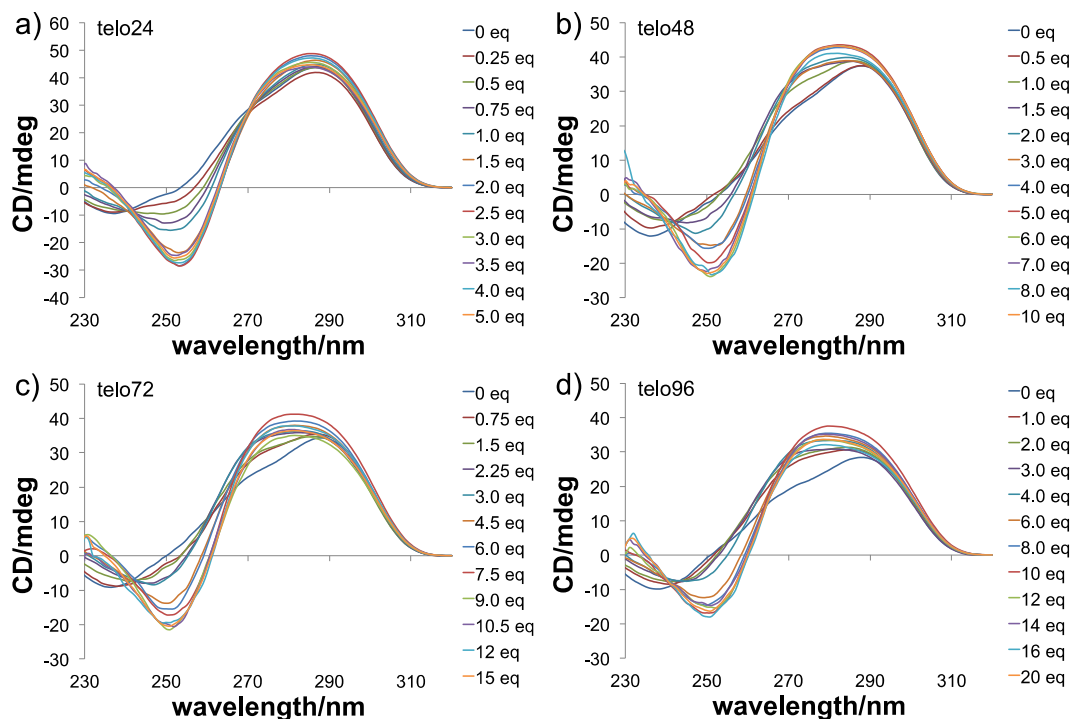 a) telo24
60
50
40
30
20
10
0
-10
-20
-30
-40
230 250 270 290 310
CD/mdeg
wavelength/nm
0 eq
0.25 eq
0.5 eq
0.75 eq
1.0 eq
1.5 eq
2.0 eq
2.5 eq
3.0 eq
3.5 eq
4.0 eq
5.0 eq
b) telo48
50
40
30
20
10
0
-10
-20
-30
230 250 270 290 310
CD/mdeg
wavelength/nm
0 eq
0.5 eq
1.0 eq
1.5 eq
2.0 eq
3.0 eq
4.0 eq
5.0 eq
6.0 eq
7.0 eq
8.0 eq
10 eq
c) telo72
50
40
30
20
10
0
-10
-20
-30
230 250 270 290 310
CD/mdeg
wavelength/nm
0 eq
0.75 eq
1.5 eq
2.25 eq
3.0 eq
4.5 eq
6.0 eq
7.5 eq
9.0 eq
10.5 eq
12 eq
15 eq
d) telo96
50
40
30
20
10
0
-10
-20
-30
230 250 270 290 310
CD/mdeg
wavelength/nm
0 eq
1.0 eq
2.0 eq
3.0 eq
4.0 eq
6.0 eq
8.0 eq
10 eq
12 eq
14 eq
16 eq
20 eq